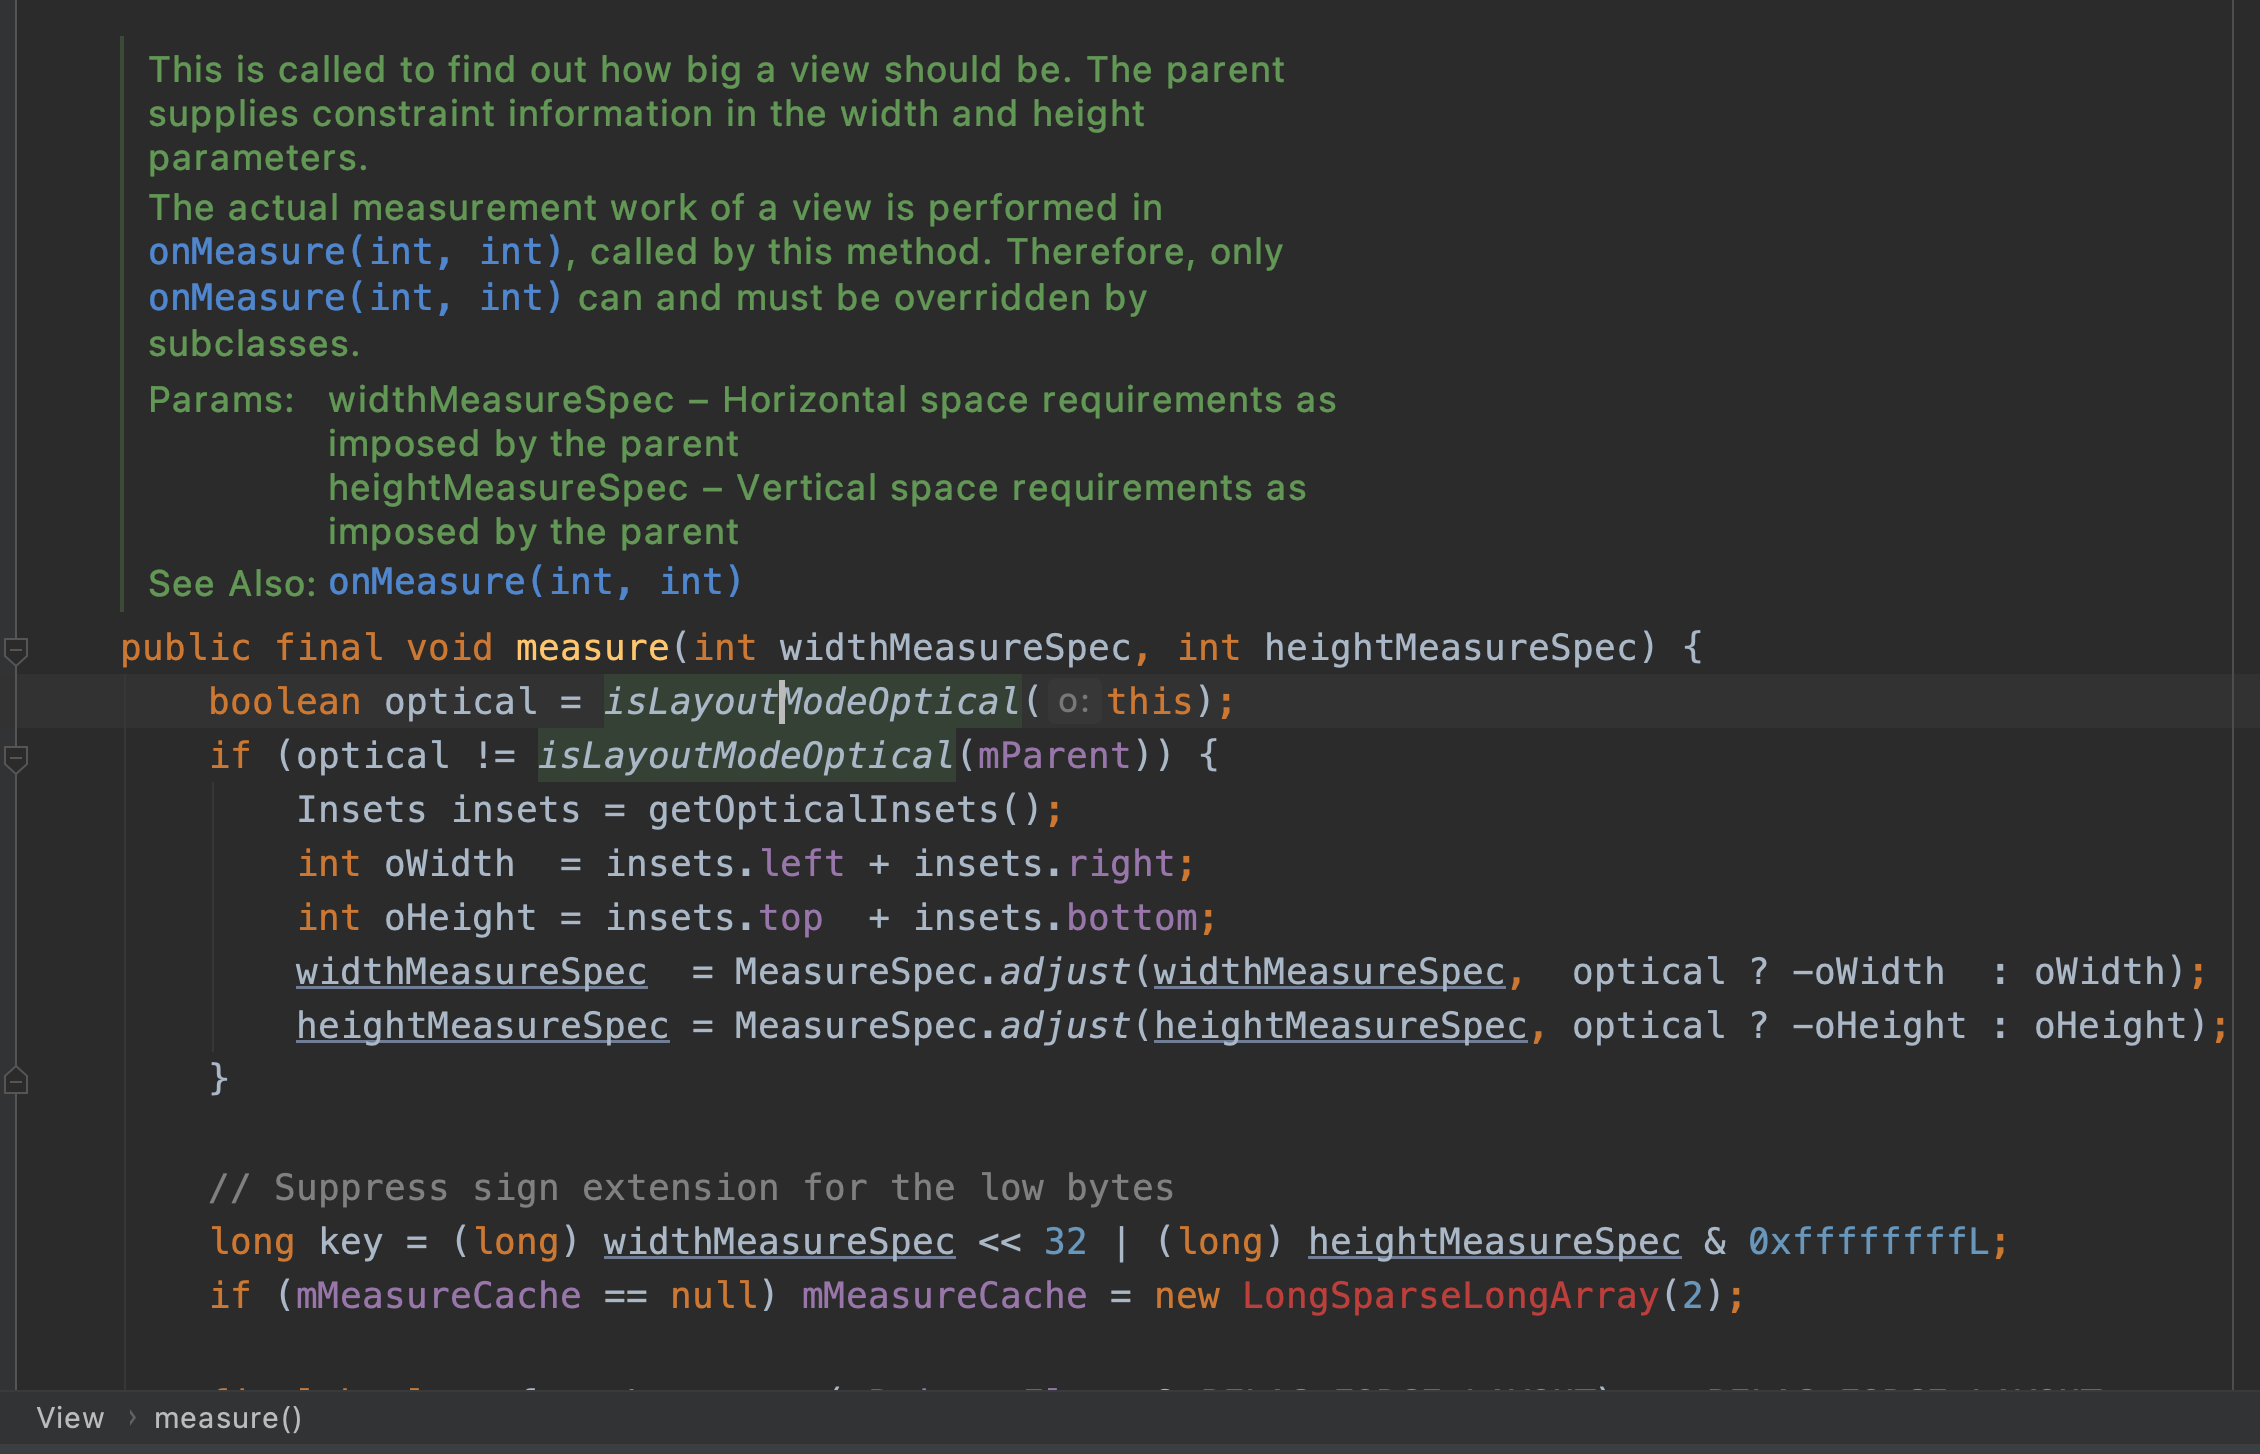 This is called to find out how big a view should be. The parent
supplies constraint information in the width and height
parameters.
The actual measurement work of a view is performed in
onMeasure(int, int), called by this method. Therefore, only
onMeasure(int, int) can and must be overridden by
subclasses.
Params: widthMeasureSpec – Horizontal space requirements as
imposed by the parent
heightMeasureSpec – Vertical space requirements as
imposed by the parent
See Also: onMeasure(int, int)
public final void measure(int widthMeasureSpec, int heightMeasureSpec) {
boolean optical = isLayoutModeOptical( o: this);
if (optical != isLayoutModeOptical(mParent)) {
Insets insets = getOpticalInsets();
int oWidth  = insets.left + insets.right;
int oHeight = insets.top  + insets.bottom;
widthMeasureSpec  = MeasureSpec.adjust(widthMeasureSpec,  optical ? -oWidth  : oWidth);
heightMeasureSpec = MeasureSpec.adjust(heightMeasureSpec, optical ? -oHeight : oHeight);
}
// Suppress sign extension for the low bytes
long key = (long) widthMeasureSpec << 32 | (long) heightMeasureSpec & 0xffffffffL;
if (mMeasureCache == null) mMeasureCache = new LongSparseLongArray(2);
View › measure()